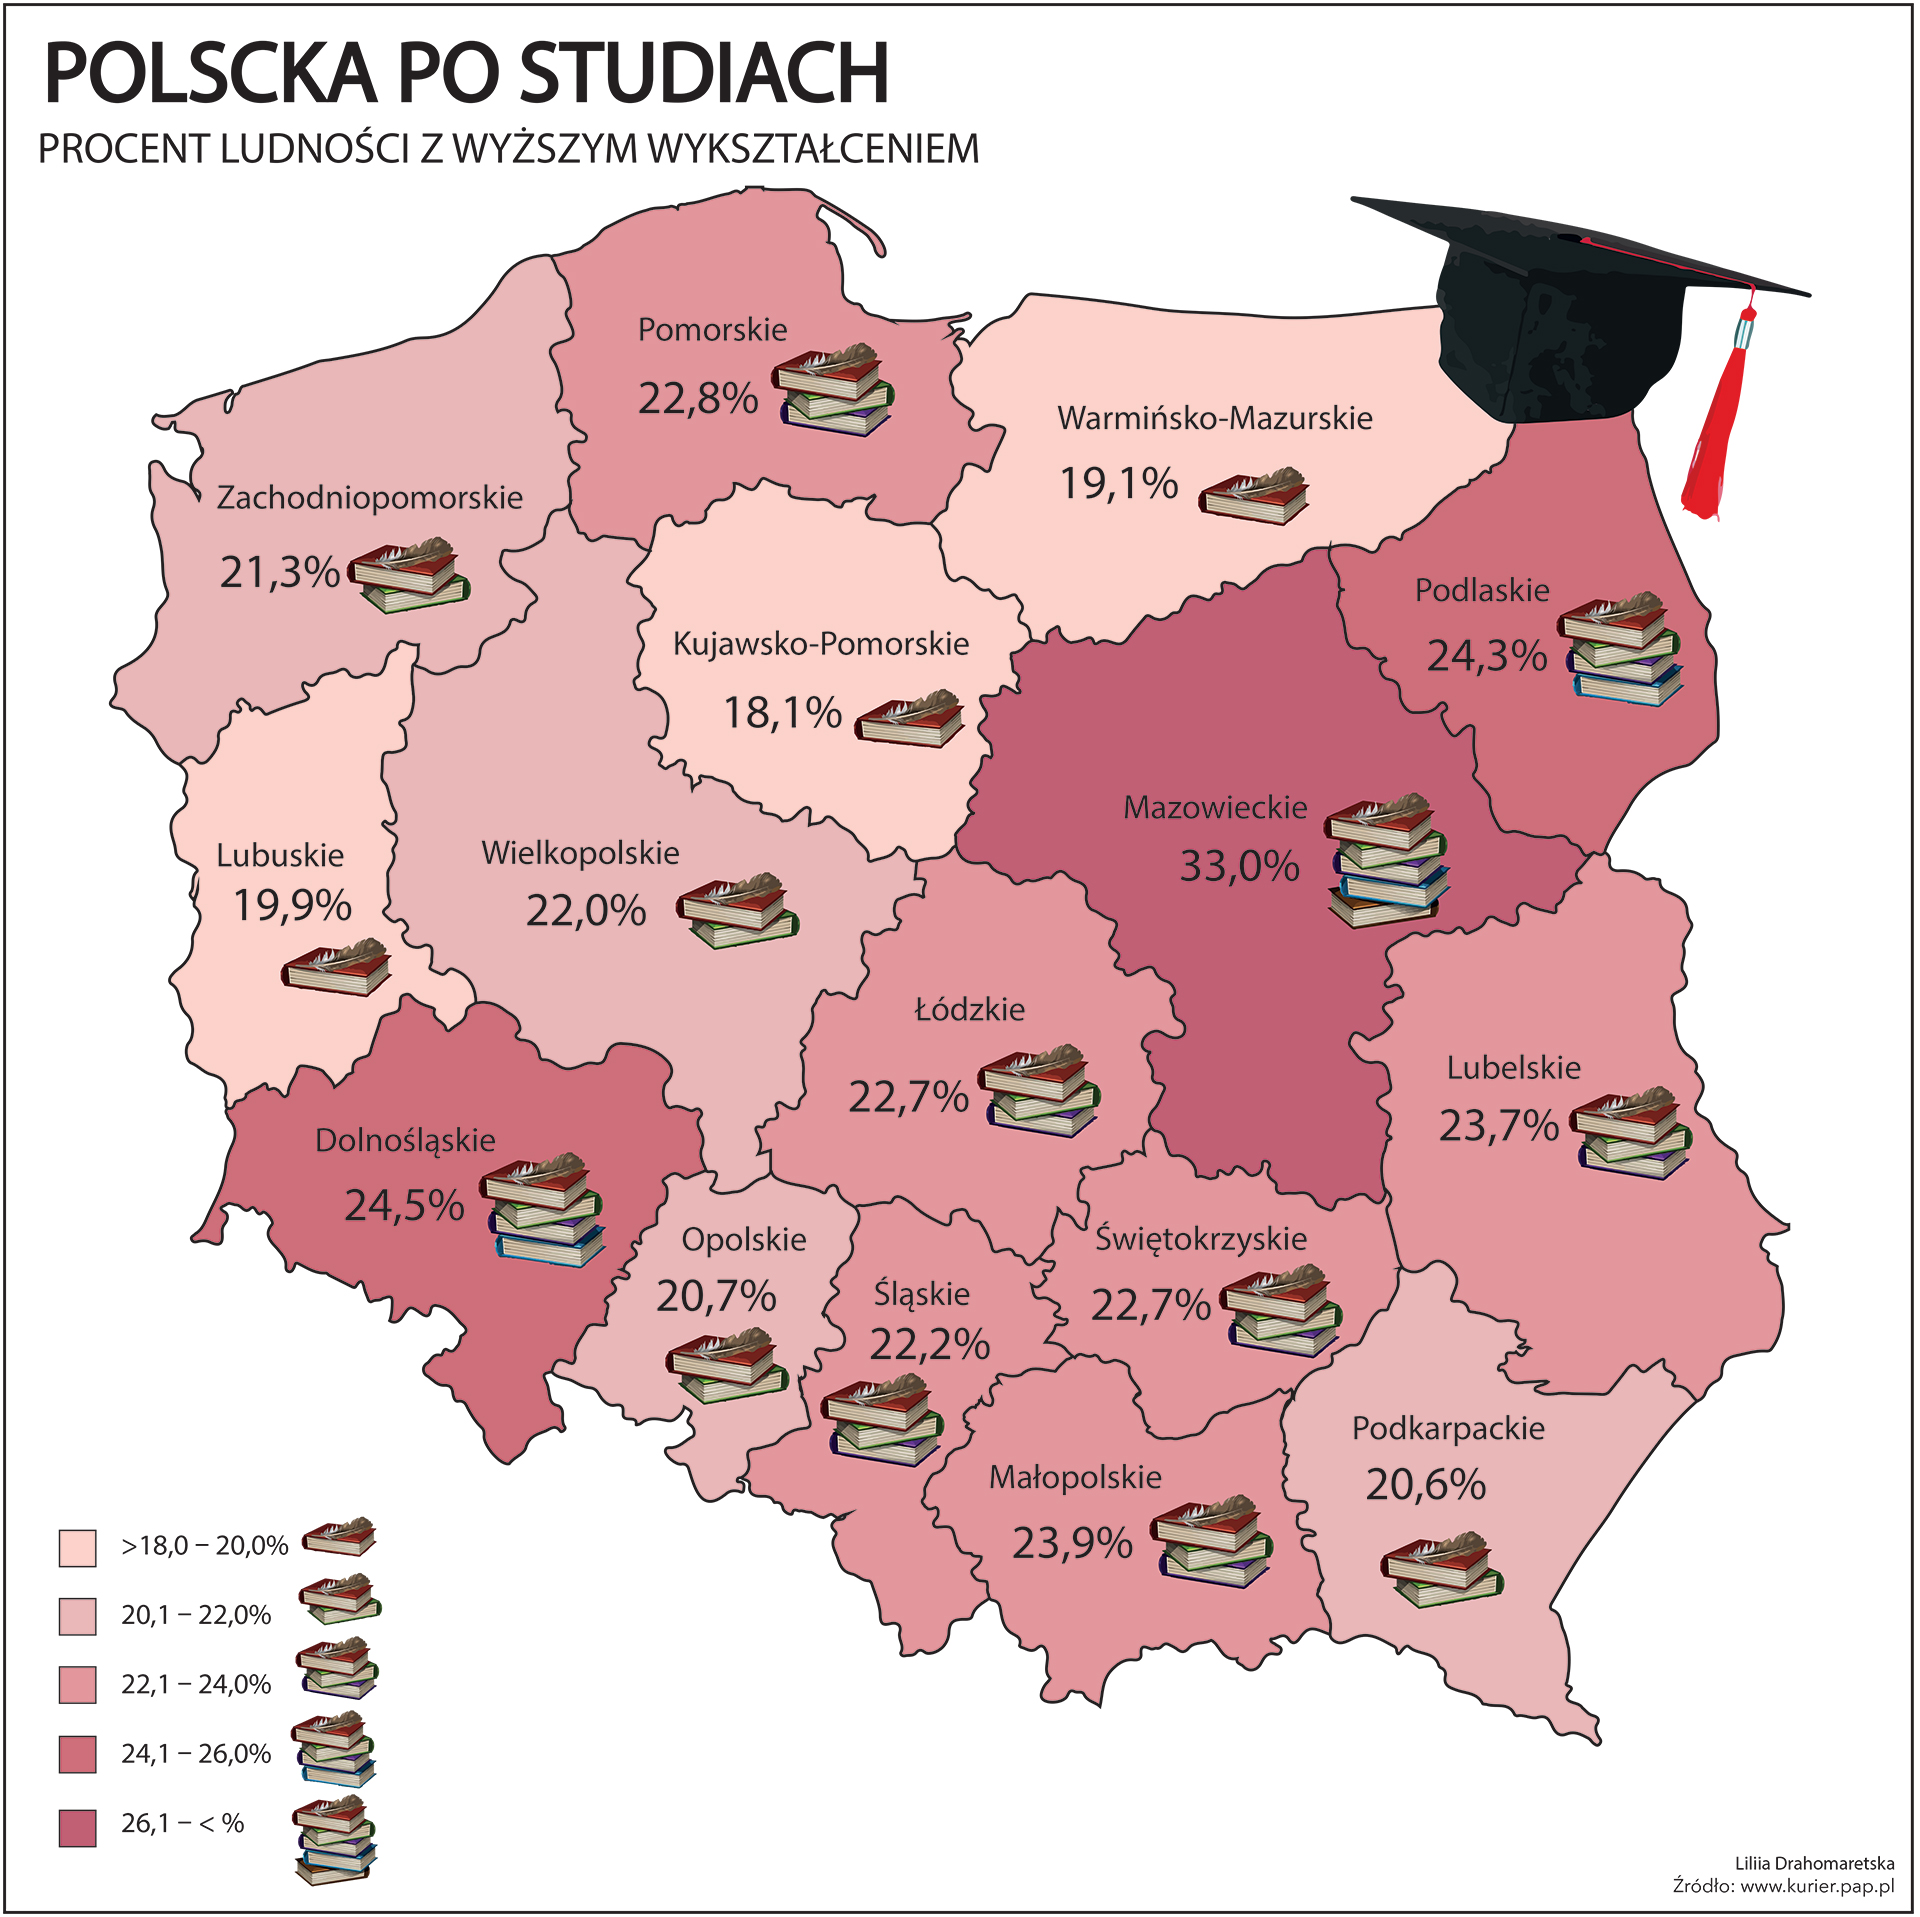 POLSCKA PO STUDIACH
PROCENT LUDNOŚCI Z WYŻSZYM WYKSZTAŁCENIEM
Pomorskie
22,8%
Warmińsko-Mazurskie
19,1%
Zachodniopomorskie
21,3%
Podlaskie
24,3%
Kujawsko-Pomorskie
18,1%
Mazowieckie
33,0%
Lubuskie
19,9%
Wielkopolskie
22,0%
Łódzkie
22,7%
Lubelskie
23,7%
Dolnośląskie
24,5%
Opolskie
20,7%
Śląskie
22,2%
Świętokrzyskie
22,7%
Małopolskie
23,9%
Podkarpackie
20,6%
>18,0 – 20,0%
20,1 – 22,0%
22,1 – 24,0%
24,1 – 26,0%
26,1 – < %
Liliia Drahomaretska
Źródło: www.kurier.pap.pl